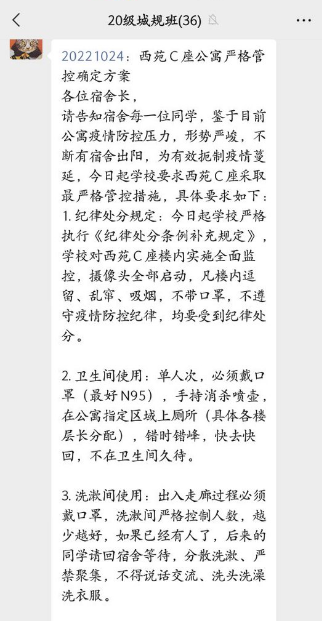 20级城规班(36)
20221024：西苑C座公寓严格管
控确定方案
各位宿舍长，
请告知宿舍每一位同学，鉴于目前
公寓疫情防控压力，形势严峻，不
断有宿舍出阳，为有效扼制疫情蔓
延，今日起学校要求西苑C座采取
最严格管控措施，具体要求如下：
1. 纪律处分规定：今日起学校严格
执行《纪律处分条例补充规定》，
学校对西苑C座楼内实施全面监
控，摄像头全部启动，凡楼内逗
留、乱窜、吸烟，不带口罩，不遵
守疫情防控纪律，均要受到纪律处
分。
2. 卫生间使用：单人次，必须戴口
罩（最好N95），手持消杀喷壶，
在公寓指定区域上厕所（具体各楼
层长分配），错时错峰，快去快
回，不在卫生间久待。
3. 洗漱间使用：出入走廊过程必须
戴口罩，洗漱间严格控制人数，越
少越好，如果已经有人了，后来的
同学请回宿舍等待，分散洗漱、严
禁聚集，不得说话交流、洗头洗澡
洗衣服。